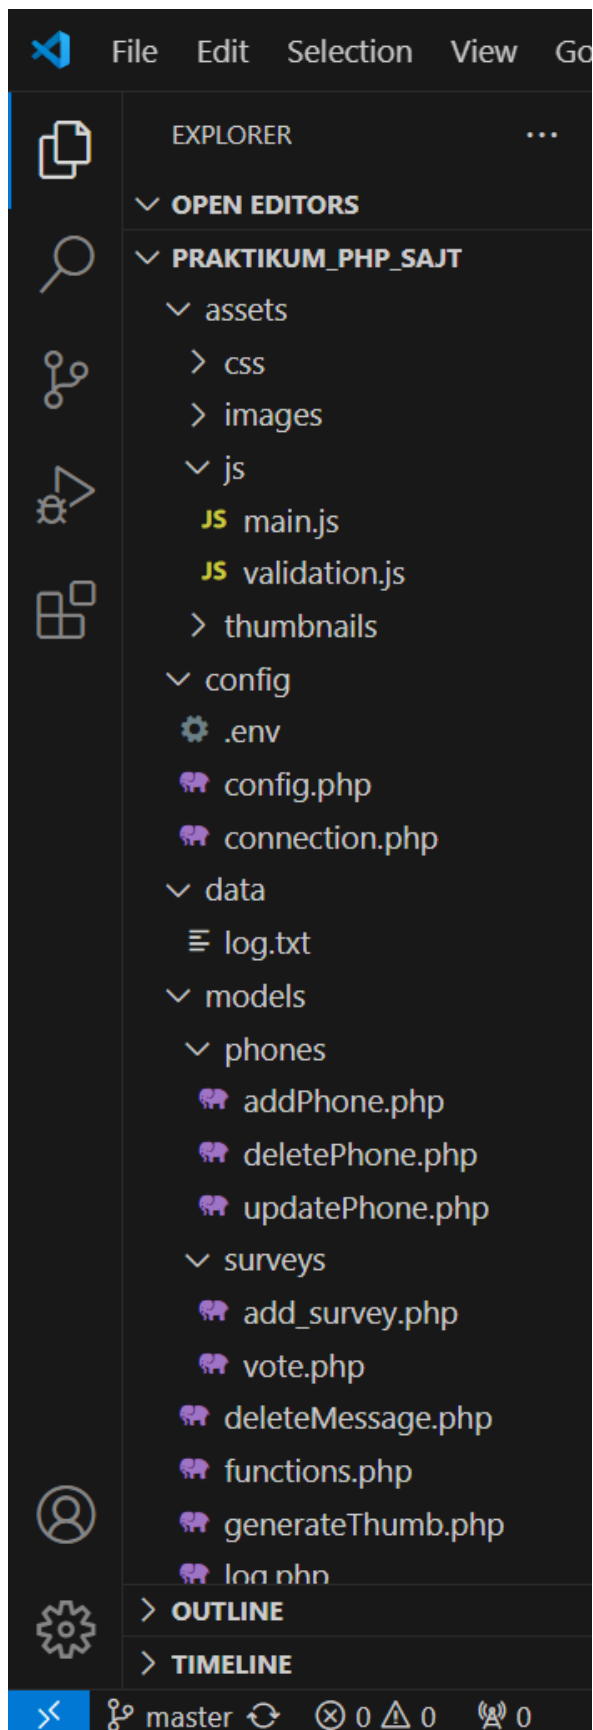 File Edit Selection View Go
EXPLORER
OPEN EDITORS
PRAKTIKUM_PHP_SAJT
assets
css
images
js
JS main.js
JS validation.js
thumbnails
config
.env
config.php
connection.php
data
log.txt
models
phones
addPhone.php
deletePhone.php
updatePhone.php
surveys
add_survey.php
vote.php
deleteMessage.php
functions.php
generateThumb.php
log.php
OUTLINE
TIMELINE
master 0 0 0